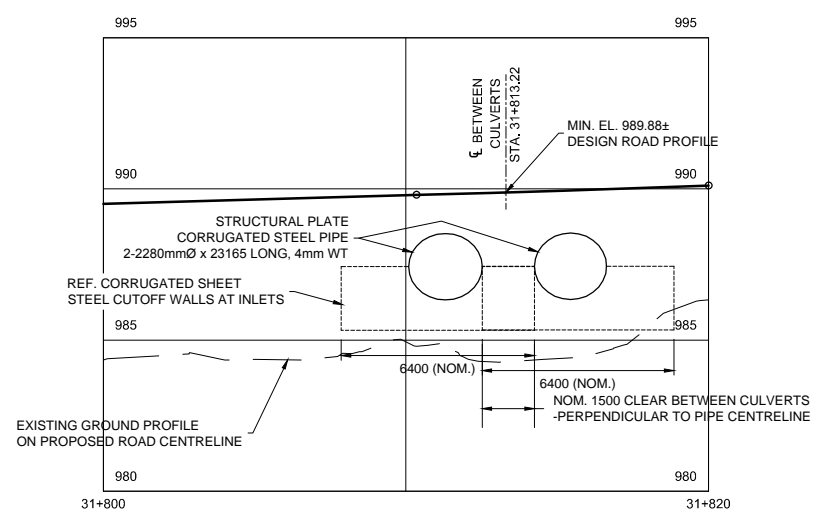 995
995
℄ BETWEEN
CULVERTS
STA. 31+813.22
MIN. EL. 989.88±
DESIGN ROAD PROFILE
990
990
STRUCTURAL PLATE
CORRUGATED STEEL PIPE
2-2280mmØ x 23165 LONG, 4mm WT
REF. CORRUGATED SHEET
STEEL CUTOFF WALLS AT INLETS
985
985
6400 (NOM.)
6400 (NOM.)
NOM. 1500 CLEAR BETWEEN CULVERTS
-PERPENDICULAR TO PIPE CENTRELINE
EXISTING GROUND PROFILE
ON PROPOSED ROAD CENTRELINE
980
980
31+800
31+820